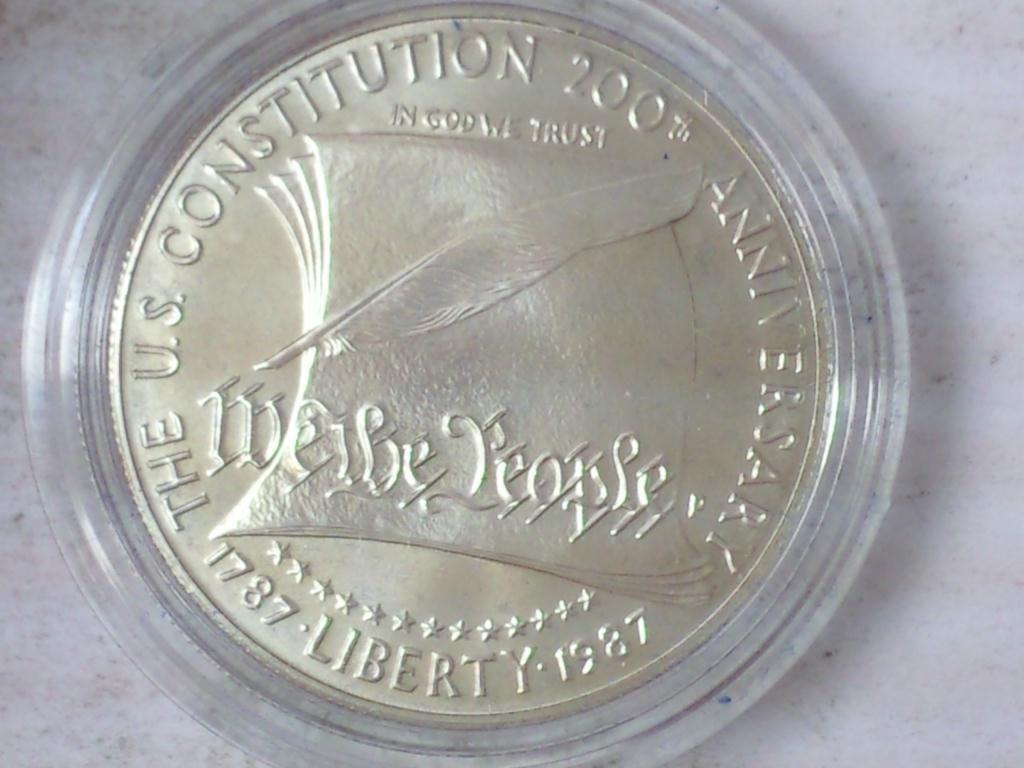 THE U.S. CONSTITUTION 200th ANNIVERSARY
IN GOD WE TRUST
We the People
P
1787 · LIBERTY · 1987